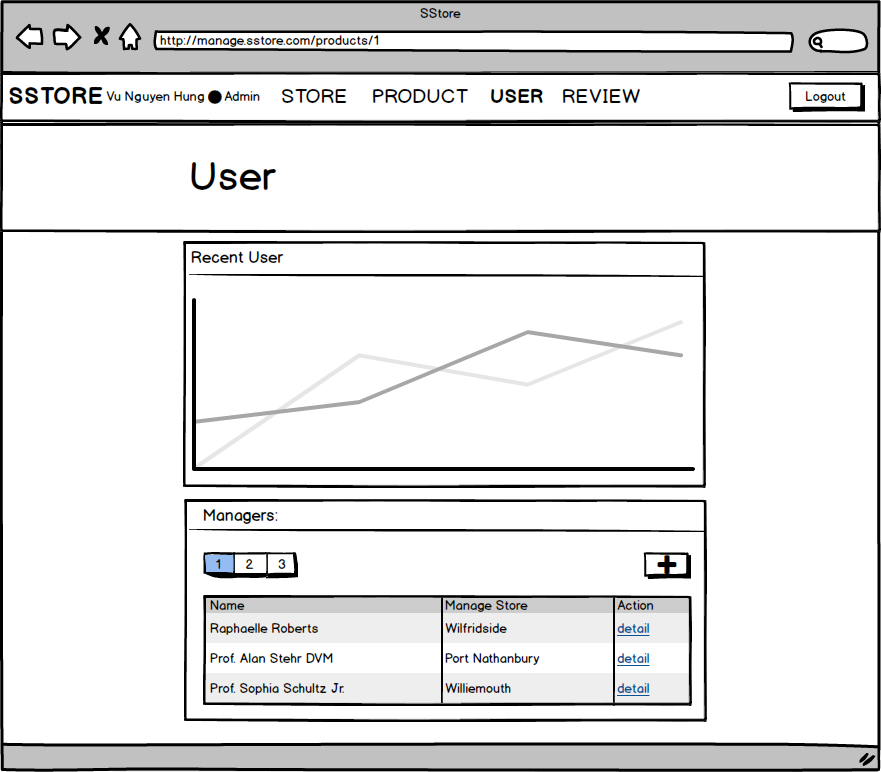 SStore
http://manage.sstore.com/products/1
SSTORE Vu Nguyen Hung Admin STORE PRODUCT USER REVIEW Logout
User
Recent User
Managers:
1 2 3
Name Manage Store Action
Raphaelle Roberts Wilfridside detail
Prof. Alan Stehr DVM Port Nathanbury detail
Prof. Sophia Schultz Jr. Williemouth detail